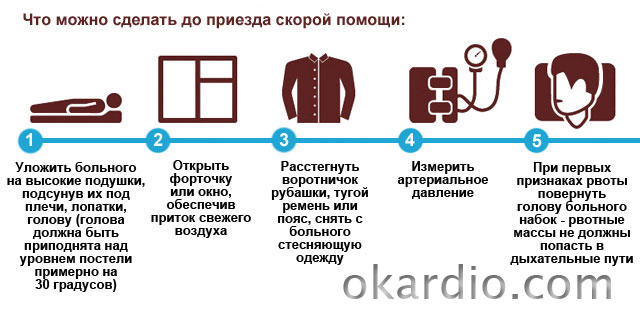 Что можно сделать до приезда скорой помощи:
1
Уложить больного
на высокие подушки,
подсунув их под
плечи, лопатки,
голову (голова
должна быть
приподнята над
уровнем постели
примерно на
30 градусов)
2
Открыть
форточку
или окно,
обеспечив
приток свежего
воздуха
3
Расстегнуть
воротничок
рубашки, тугой
ремень или
пояс, снять с
больного
стесняющую
одежду
4
Измерить
артериальное
давление
5
При первых
признаках рвоты
повернуть
голову больного
набок - рвотные
массы не должны
попасть в
дыхательные пути
okardio.com